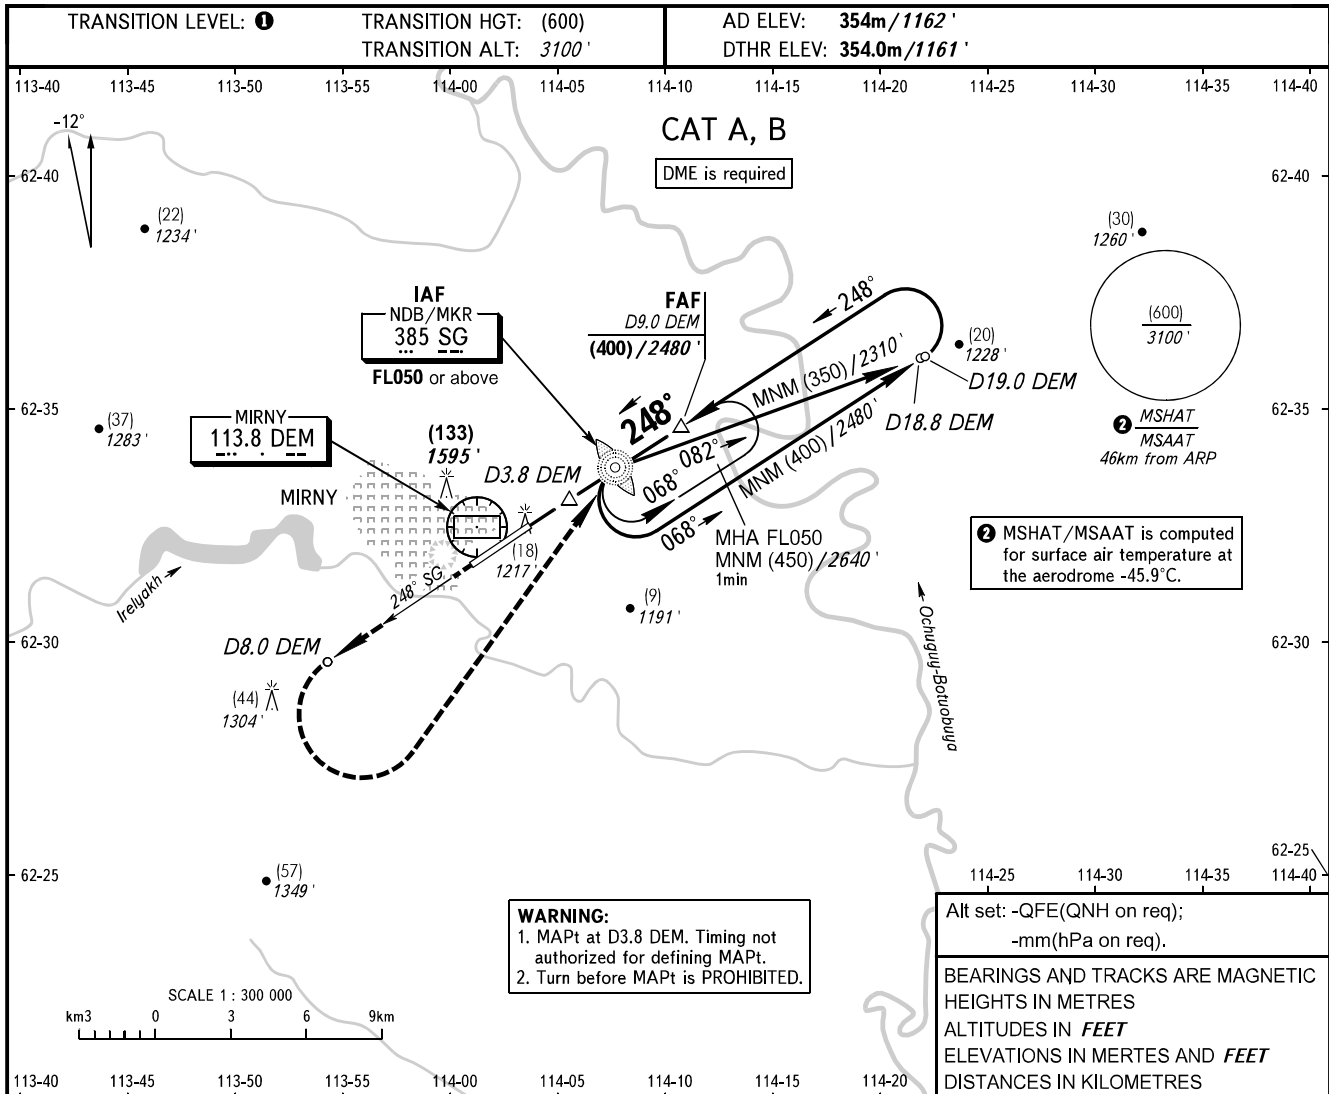 TRANSITION LEVEL: ❶
TRANSITION HGT: (600)
TRANSITION ALT: 3100 '
AD ELEV: 354m/1162 '
DTHR ELEV: 354.0m/1161 '
113-40 113-45 113-50 113-55 114-00 114-05 114-10 114-15 114-20 114-25 114-30 114-35 114-40
-12°
CAT A, B
DME is required
62-40 62-40
(22)
1234 '
(30)
1260 '
(600)
3100 '
❷ MSHAT
MSAAT
46km from ARP
IAF
NDB/MKR
385 SG
FL050 or above
FAF
D9.0 DEM
(400)/2480 '
248°
(20)
1228 '
D19.0 DEM
D18.8 DEM
MNM (350)/2310 '
MNM (400)/2480 '
248°
082°
068°
068°
62-35 62-35
(37)
1283 '
MIRNY
113.8 DEM
(133)
1595 '
D3.8 DEM
MIRNY
MHA FL050
MNM (450)/2640 '
1min
(18)
1217 '
248° SG
❷ MSHAT/MSAAT is computed
for surface air temperature at
the aerodrome -45.9°C.
Irelyakh
(9)
1191 '
Ochuguy-Botuobuya
62-30 62-30
D8.0 DEM
(44)
1304 '
62-25 62-25
114-25 114-30 114-35 114-40
(57)
1349 '
WARNING:
1. MAPt at D3.8 DEM. Timing not
authorized for defining MAPt.
2. Turn before MAPt is PROHIBITED.
Alt set: -QFE(QNH on req);
-mm(hPa on req).
BEARINGS AND TRACKS ARE MAGNETIC
HEIGHTS IN METRES
ALTITUDES IN FEET
ELEVATIONS IN MERTES AND FEET
DISTANCES IN KILOMETRES
SCALE 1 : 300 000
km3 0 3 6 9km
113-40 113-45 113-50 113-55 114-00 114-05 114-10 114-15 114-20